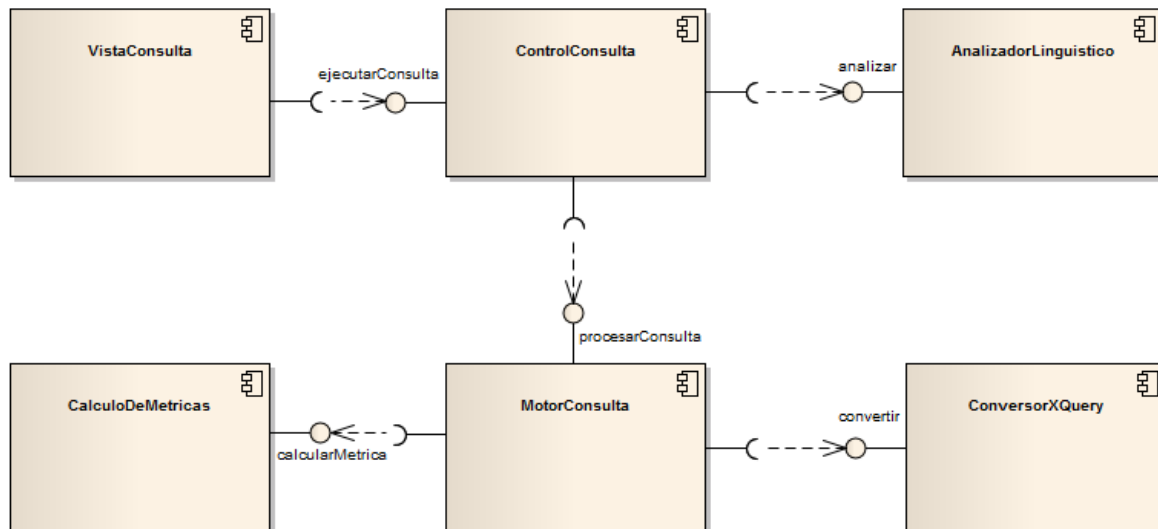 VistaConsulta
ejecutarConsulta
ControlConsulta
analizar
AnalizadorLinguistico
procesarConsulta
CalculoDeMetricas
calcularMetrica
MotorConsulta
convertir
ConversorXQuery